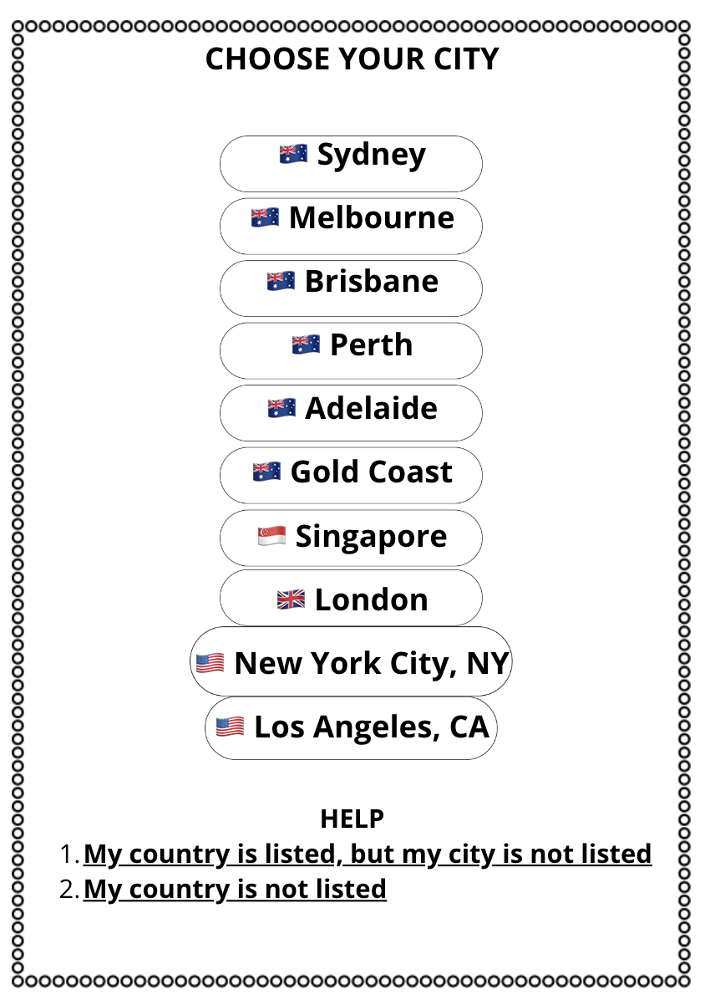 CHOOSE YOUR CITY
🇦🇺 Sydney
🇦🇺 Melbourne
🇦🇺 Brisbane
🇦🇺 Perth
🇦🇺 Adelaide
🇦🇺 Gold Coast
🇸🇬 Singapore
🇬🇧 London
🇺🇸 New York City, NY
🇺🇸 Los Angeles, CA
HELP
1. My country is listed, but my city is not listed
2. My country is not listed